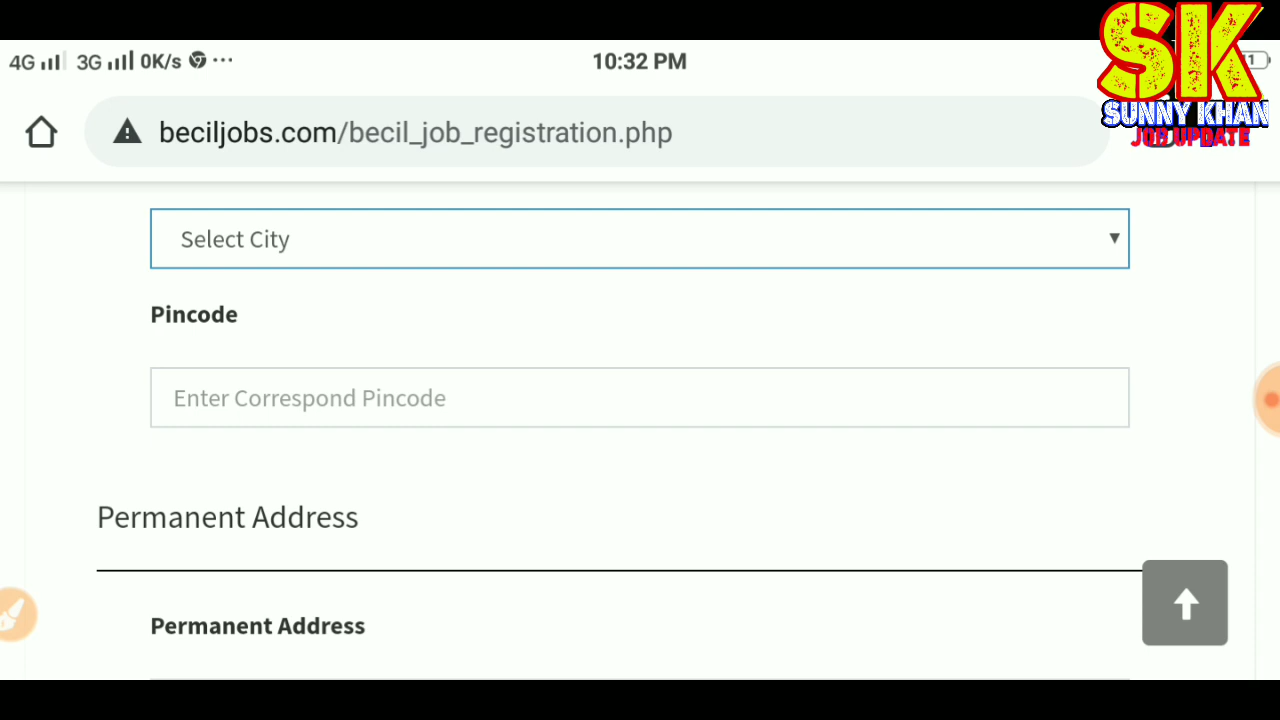 4G 3G 0K/s ··· 10:32 PM
SK
SUNNY KHAN
JOB UPDATE
beciljobs.com/becil_job_registration.php
Select City
Pincode
Enter Correspond Pincode
Permanent Address
Permanent Address